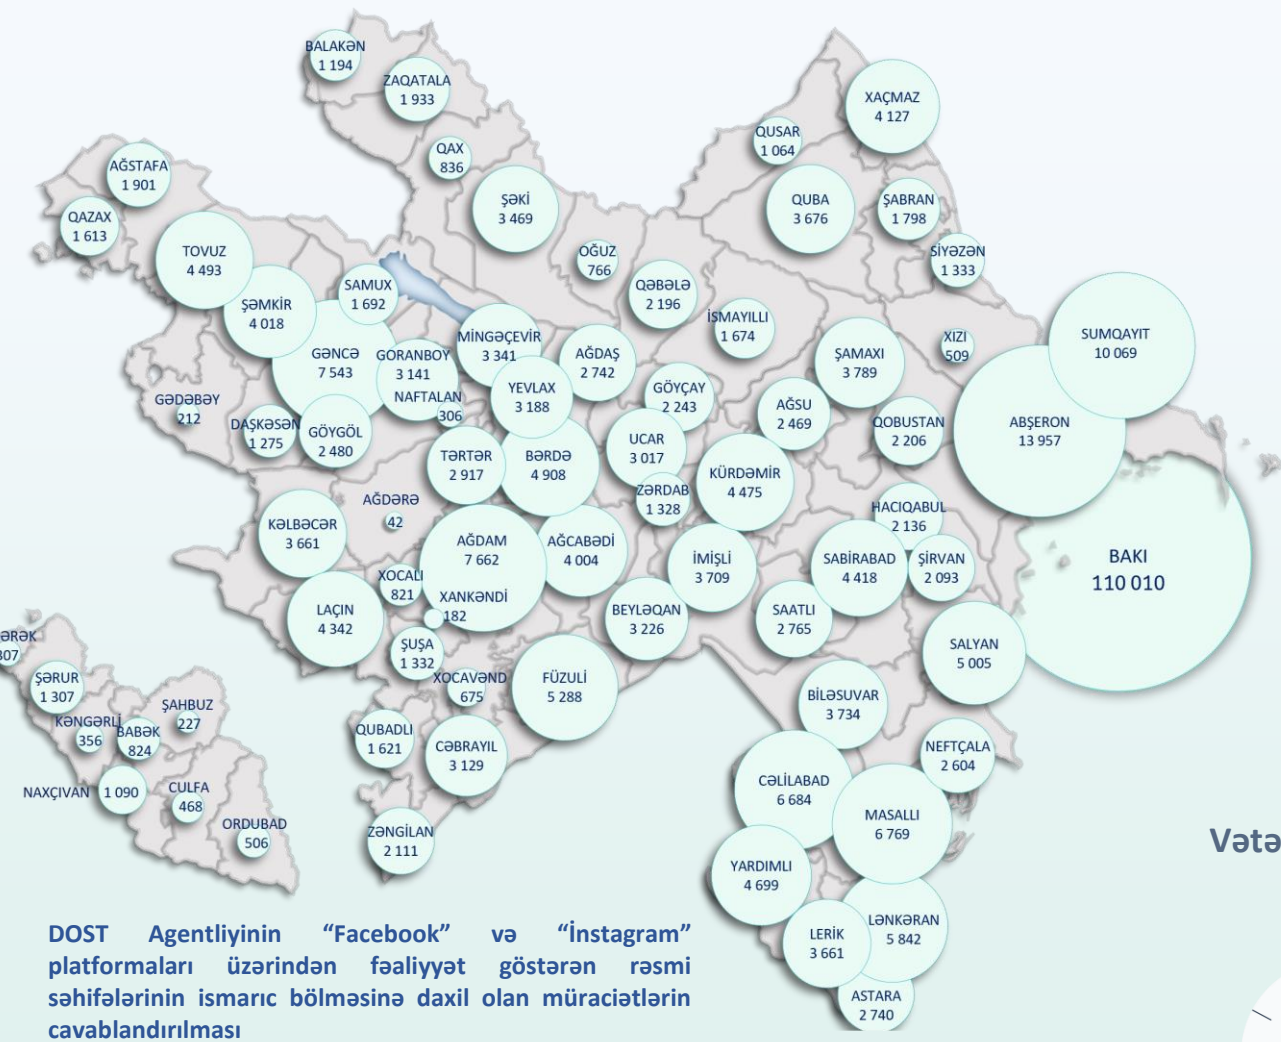 BALAKƏN
1 194
ZAQATALA
1 933
XAÇMAZ
4 127
QUSAR
1 064
QAX
836
AĞSTAFA
1 901
ŞƏKİ
3 469
QUBA
3 676
ŞABRAN
1 798
QAZAX
1 613
TOVUZ
4 493
OĞUZ
766
SİYƏZƏN
1 333
SAMUX
1 692
QƏBƏLƏ
2 196
ŞƏMKİR
4 018
İSMAYILLI
1 674
SUMQAYIT
10 069
MİNGƏÇEVİR
3 341
XIZI
509
GƏNCƏ
7 543
GORANBOY
3 141
AĞDAŞ
2 742
ŞAMAXI
3 789
GƏDƏBƏY
212
NAFTALAN
306
YEVLAX
3 188
GÖYÇAY
2 243
AĞSU
2 469
DAŞKƏSƏN
1 275
GÖYGÖL
2 480
QOBUSTAN
2 206
ABŞERON
13 957
UCAR
3 017
TƏRTƏR
2 917
BƏRDƏ
4 908
KÜRDƏMİR
4 475
AĞDƏRƏ
42
ZƏRDAB
1 328
HACIQABUL
2 136
KƏLBƏCƏR
3 661
AĞDAM
7 662
AĞCABƏDİ
4 004
İMİŞLİ
3 709
SABİRABAD
4 418
ŞİRVAN
2 093
BAKI
110 010
XOCALI
821
XANKƏNDİ
182
LAÇIN
4 342
BEYLƏQAN
3 226
SAATLI
2 765
ƏRƏK
307
ŞUŞA
1 332
SALYAN
5 005
ŞƏRUR
1 307
XOCAVƏND
675
FÜZULİ
5 288
BİLƏSUVAR
3 734
ŞAHBUZ
227
KƏNGƏRLİ
356
BABƏK
824
QUBADLI
1 621
CƏBRAYIL
3 129
NEFTÇALA
2 604
CƏLİLABAD
6 684
NAXÇIVAN 1 090
CULFA
468
MASALLI
6 769
ORDUBAD
506
ZƏNGİLAN
2 111
Vətə
YARDIMLI
4 699
LƏNKƏRAN
5 842
LERİK
3 661
ASTARA
2 740
DOST Agentliyinin “Facebook” və “İnstagram”
platformaları üzərindən fəaliyyət göstərən rəsmi
səhifələrinin ismarıc bölməsinə daxil olan müraciətlərin
cavablandırılması